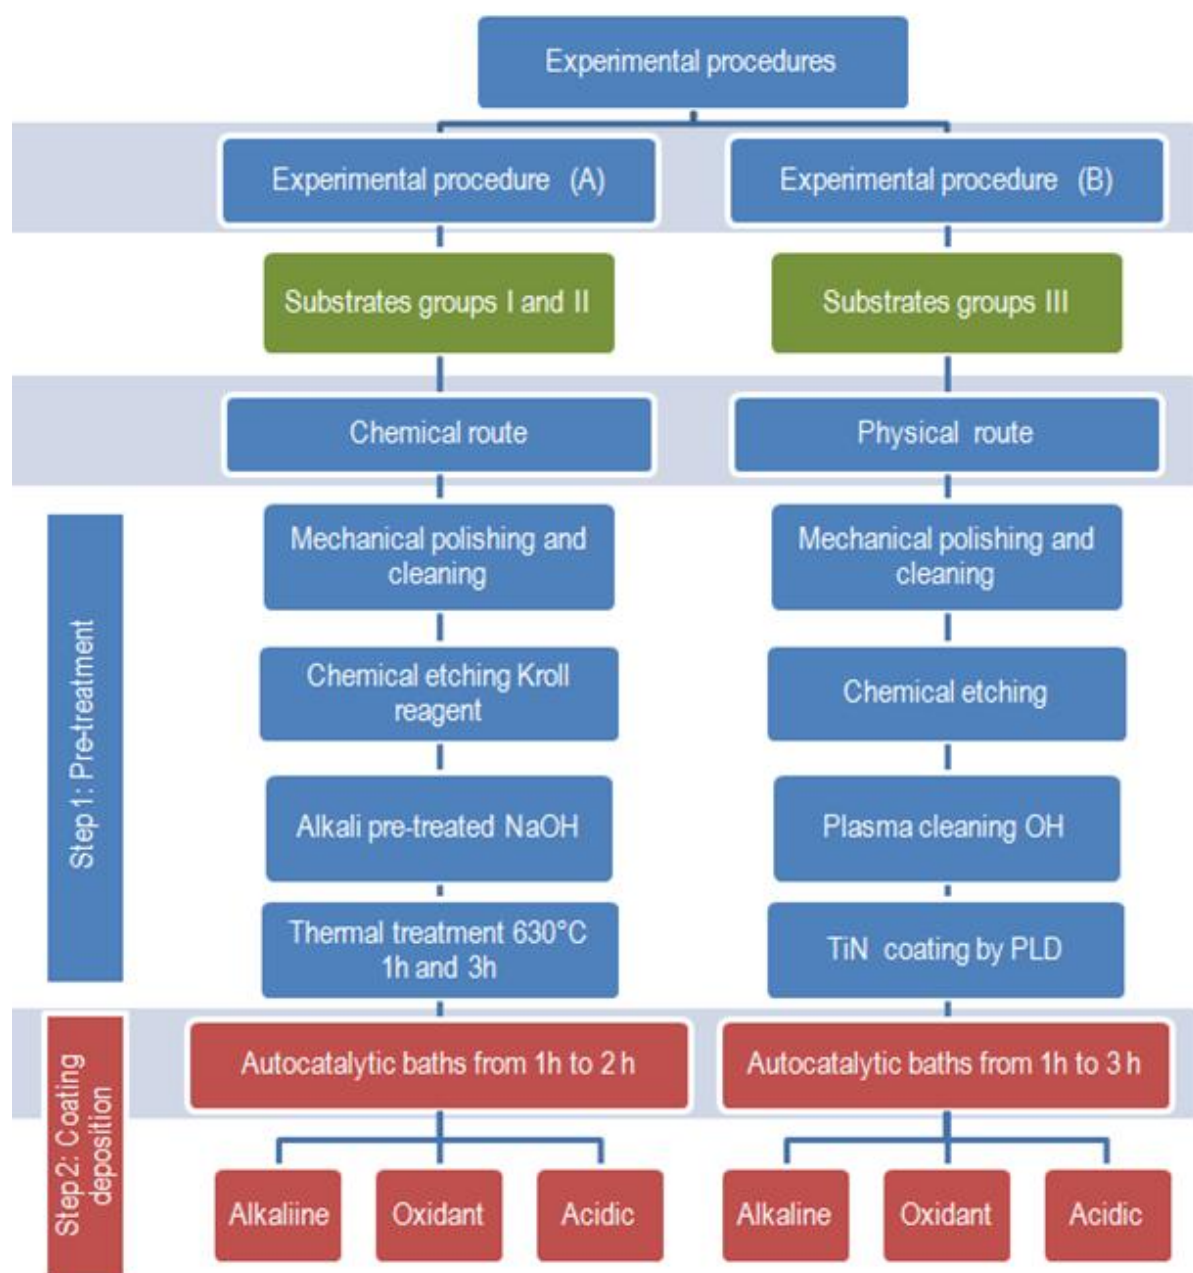 Experimental procedures
Experimental procedure (A)
Experimental procedure (B)
Substrates groups I and II
Substrates groups III
Chemical route
Physical route
Step 1: Pre-treatment
Mechanical polishing and
cleaning
Mechanical polishing and
cleaning
Chemical etching Kroll
reagent
Chemical etching
Alkali pre-treated NaOH
Plasma cleaning OH
Thermal treatment 630°C
1h and 3h
TiN coating by PLD
Step 2: Coating
deposition
Autocatalytic baths from 1h to 2 h
Autocatalytic baths from 1h to 3 h
Alkaliine
Oxidant
Acidic
Alkaline
Oxidant
Acidic